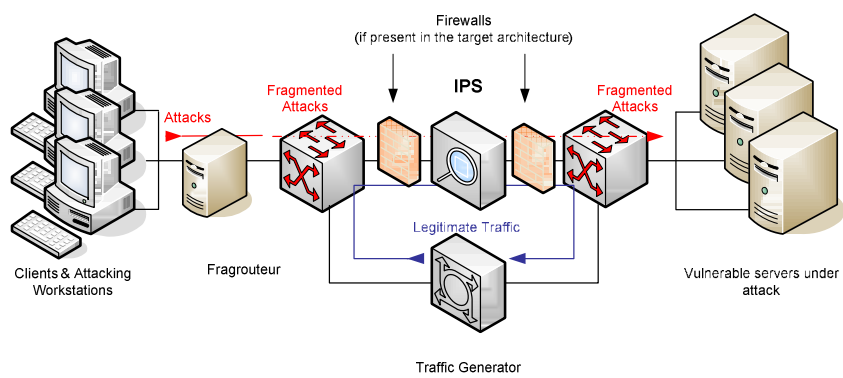 Firewalls
(if present in the target architecture)
IPS
Fragmented
Attacks
Fragmented
Attacks
Attacks
Legitimate Traffic
Clients & Attacking
Workstations
Fragrouteur
Vulnerable servers under
attack
Traffic Generator